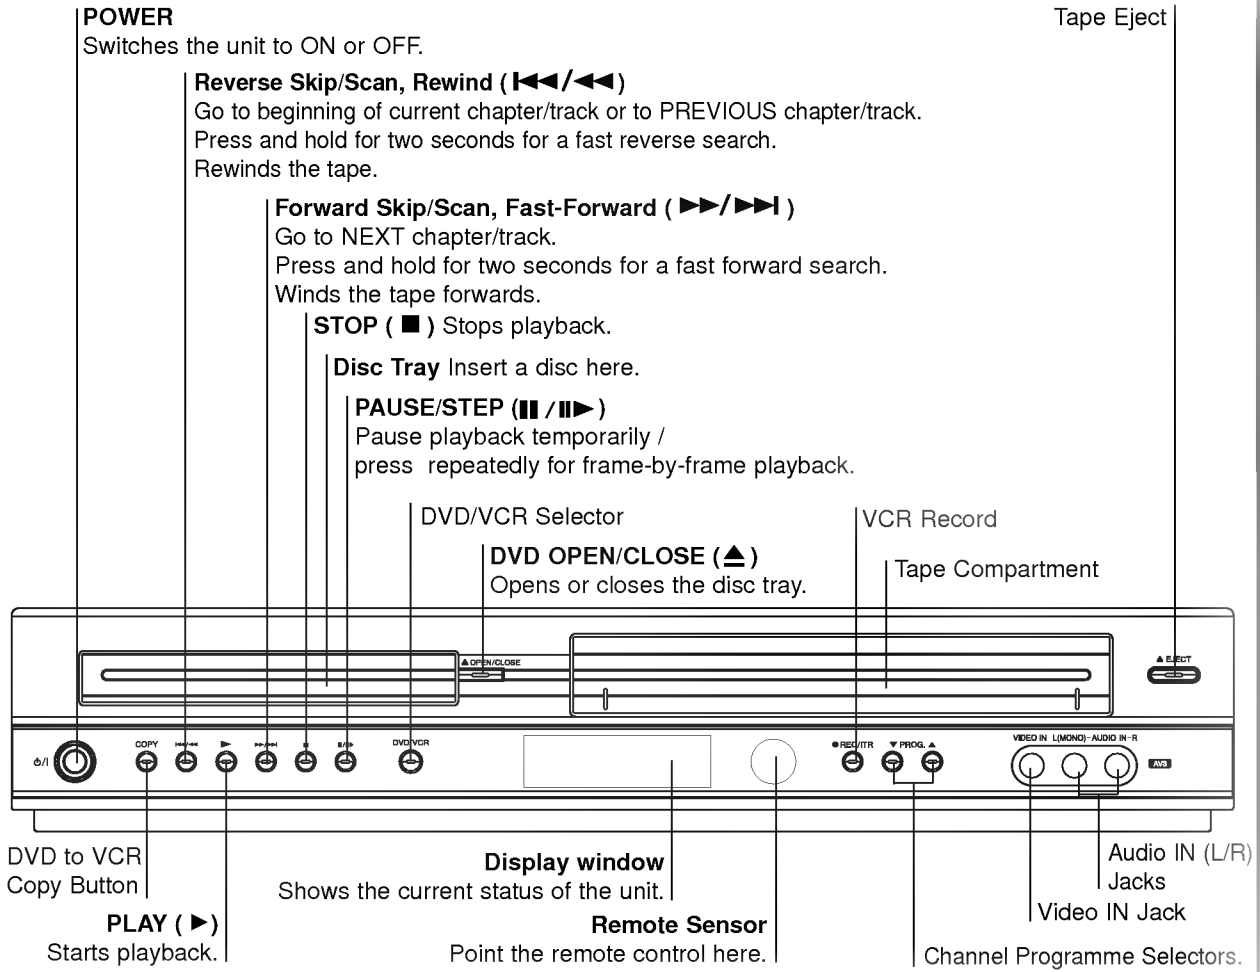 POWER
Switches the unit to ON or OFF.
Tape Eject
Reverse Skip/Scan, Rewind (⏮/◀◀)
Go to beginning of current chapter/track or to PREVIOUS chapter/track.
Press and hold for two seconds for a fast reverse search.
Rewinds the tape.
Forward Skip/Scan, Fast-Forward ( ▶▶/▶▶| )
Go to NEXT chapter/track.
Press and hold for two seconds for a fast forward search.
Winds the tape forwards.
STOP ( ■ ) Stops playback.
Disc Tray Insert a disc here.
PAUSE/STEP (▮▮ / ▮▮▶)
Pause playback temporarily /
press repeatedly for frame-by-frame playback.
DVD/VCR Selector
VCR Record
DVD OPEN/CLOSE (⏏)
Opens or closes the disc tray.
Tape Compartment
▲ OPEN/CLOSE
▲ EJECT
COPY
DVD/VCR
● REC/ITR
▼ PROG. ▲
VIDEO IN L(MONO)-AUDIO IN-R
AV3
DVD to VCR
Copy Button
PLAY ( ▶)
Starts playback.
Display window
Shows the current status of the unit.
Remote Sensor
Point the remote control here.
Audio IN (L/R)
Jacks
Video IN Jack
Channel Programme Selectors.